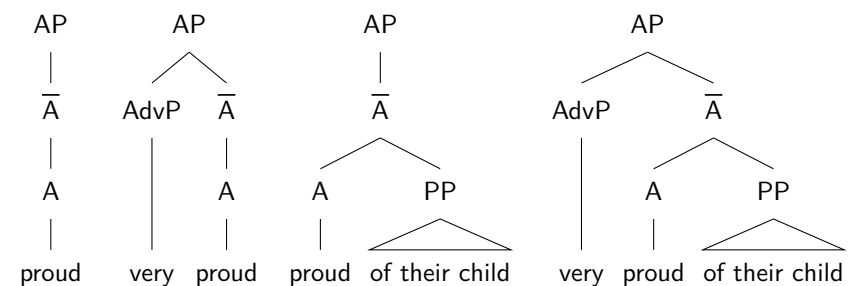 AP AP AP AP
A̅ AdvP A̅ A̅ AdvP A̅
A A A PP A PP
proud very proud proud of their child very proud of their child